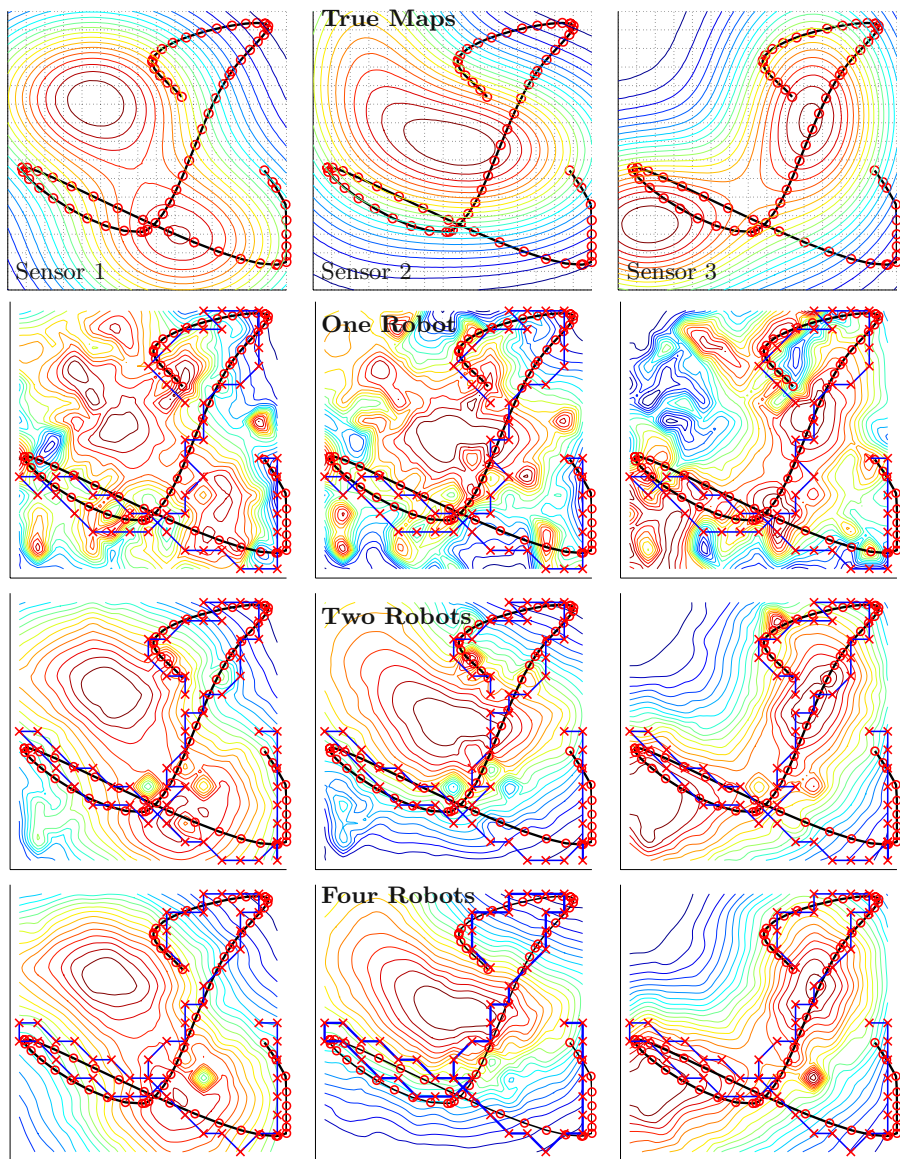 True Maps
Sensor 1
Sensor 2
Sensor 3
One Robot
Two Robots
Four Robots